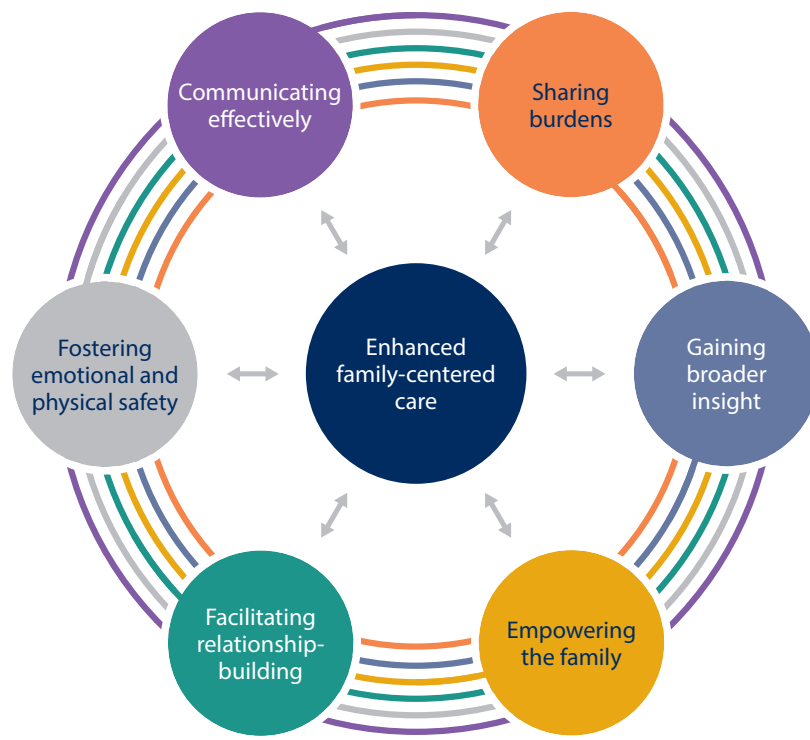 Communicating
effectively
Sharing
burdens
Fostering
emotional and
physical safety
Enhanced
family-centered
care
Gaining
broader
insight
Facilitating
relationship-
building
Empowering
the family